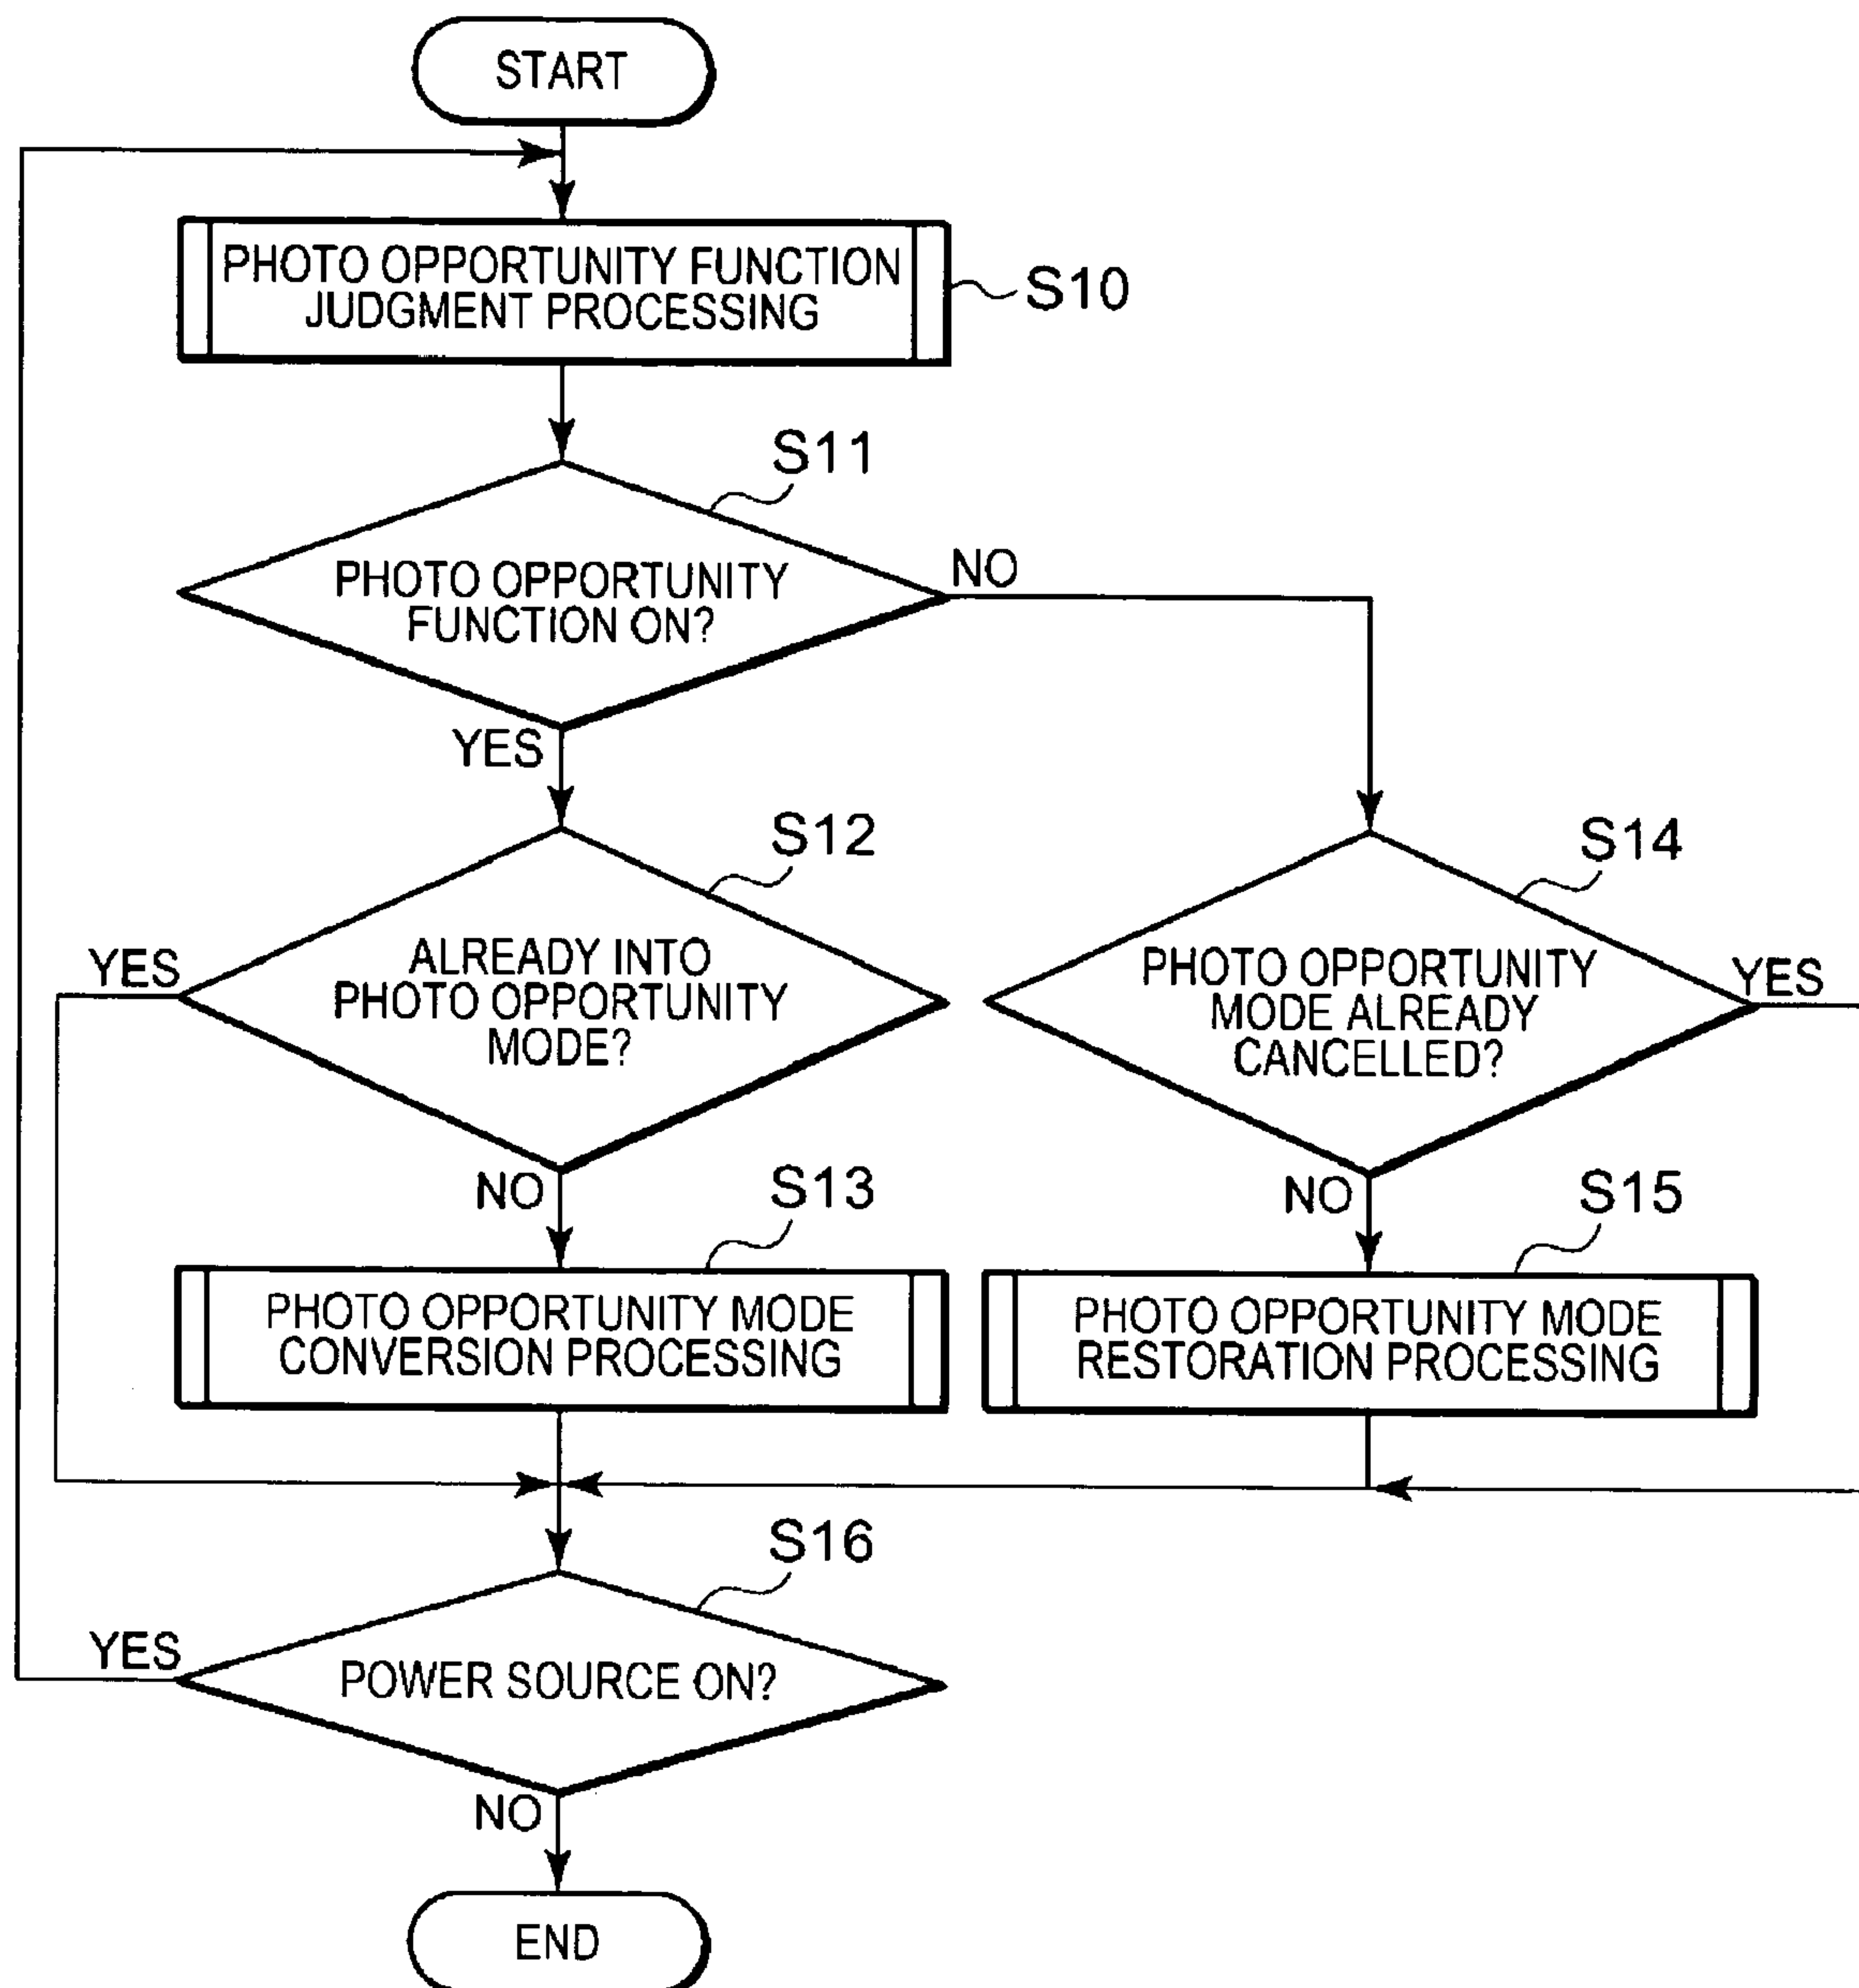 START
PHOTO OPPORTUNITY FUNCTION
JUDGMENT PROCESSING
S10
S11
PHOTO OPPORTUNITY
FUNCTION ON?
NO
YES
S12
ALREADY INTO
PHOTO OPPORTUNITY
MODE?
YES
NO
S14
PHOTO OPPORTUNITY
MODE ALREADY
CANCELLED?
YES
NO
S13
PHOTO OPPORTUNITY MODE
CONVERSION PROCESSING
S15
PHOTO OPPORTUNITY MODE
RESTORATION PROCESSING
S16
YES
POWER SOURCE ON?
NO
END